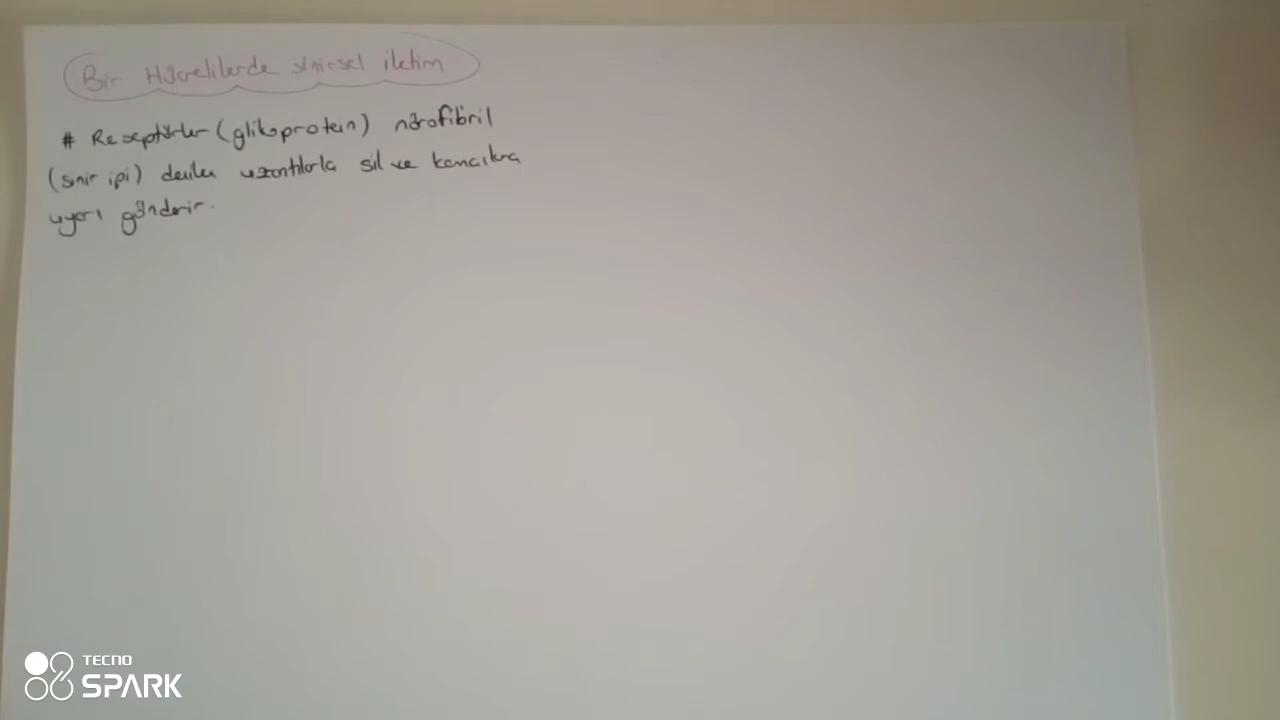 Bir Hücrelilerde sinirsel iletim
# Reseptörler (glikoprotein) nörofibril
(sinir ipi) denilen uzantılarla sil ve kamçılara
uyarı gönderir.
TECNO
SPARK